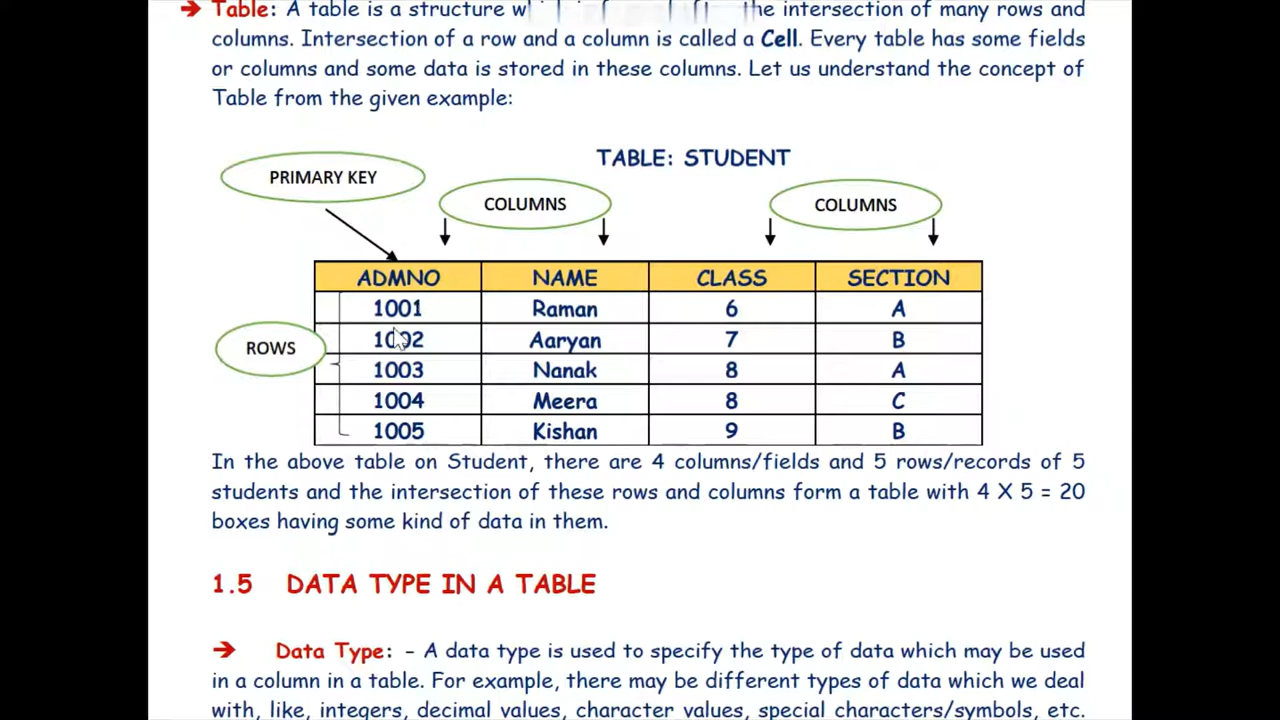 ➔ Table: A table is a structure the intersection of many rows and
columns. Intersection of a row and a column is called a Cell. Every table has some fields
or columns and some data is stored in these columns. Let us understand the concept of
Table from the given example:
TABLE: STUDENT
PRIMARY KEY
COLUMNS COLUMNS
ADMNO NAME CLASS SECTION
1001 Raman 6 A
1002 Aaryan 7 B
ROWS
1003 Nanak 8 A
1004 Meera 8 C
1005 Kishan 9 B
In the above table on Student, there are 4 columns/fields and 5 rows/records of 5
students and the intersection of these rows and columns form a table with 4 X 5 = 20
boxes having some kind of data in them.
1.5 DATA TYPE IN A TABLE
➔ Data Type: - A data type is used to specify the type of data which may be used
in a column in a table. For example, there may be different types of data which we deal
with, like, integers, decimal values, character values, special characters/symbols, etc.